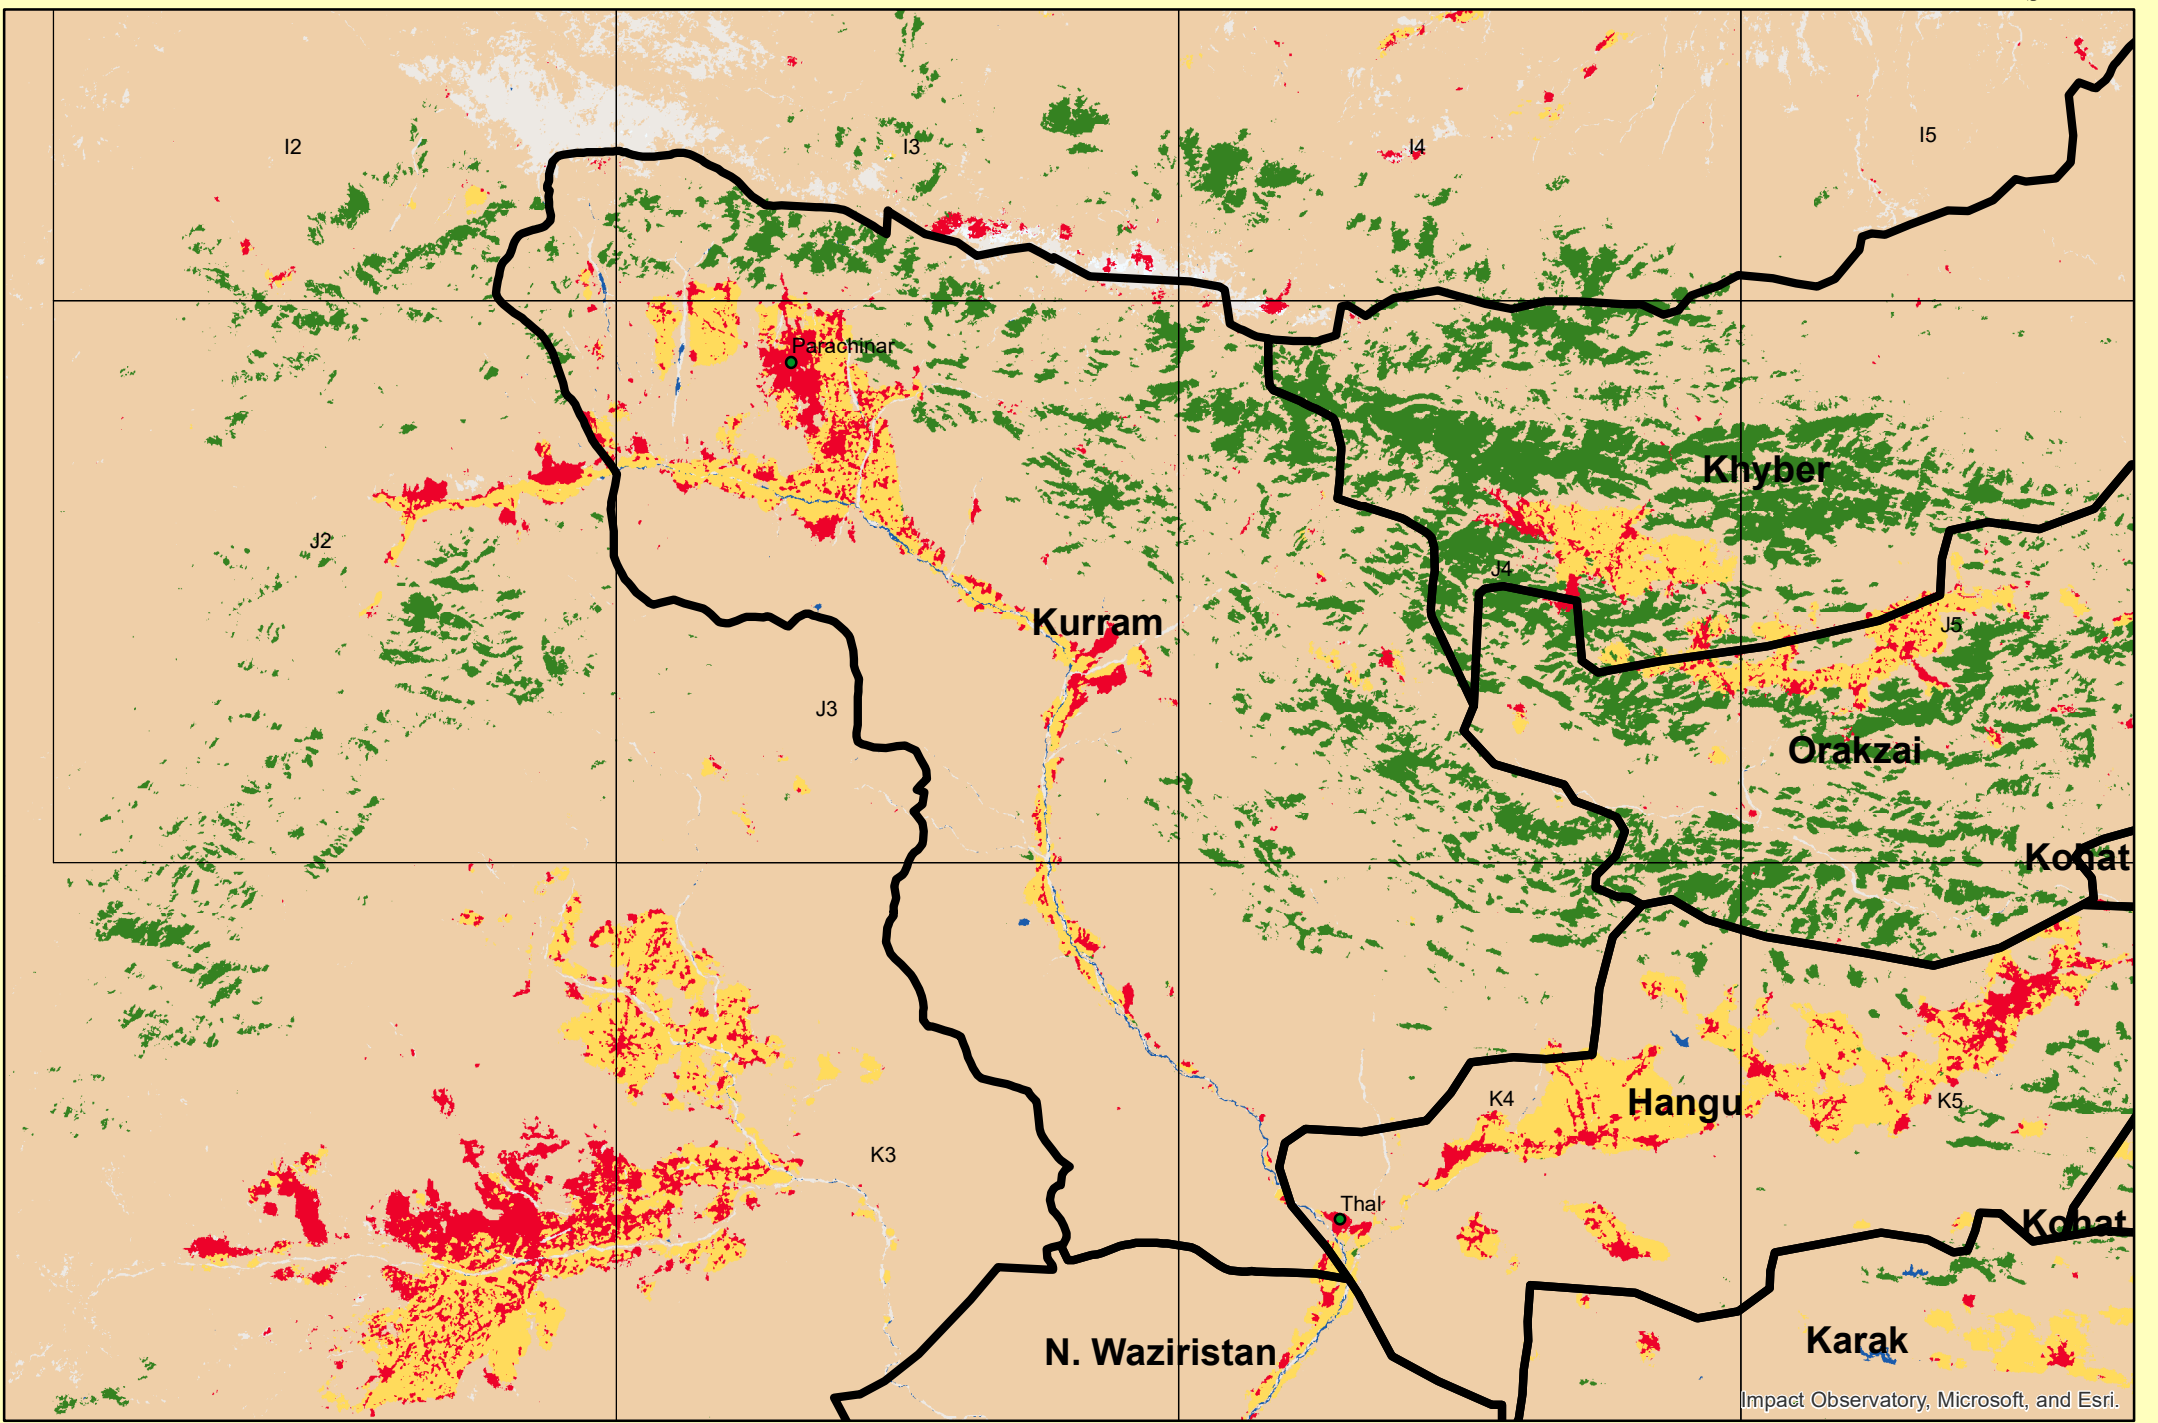 I2
I3
I4
I5
Parachinar
Khyber
J2
J4
Kurram
J5
J3
Orakzai
Kohat
K4
Hangu
K5
K3
Thal
Kohat
N. Waziristan
Karak
Impact Observatory, Microsoft, and Esri.